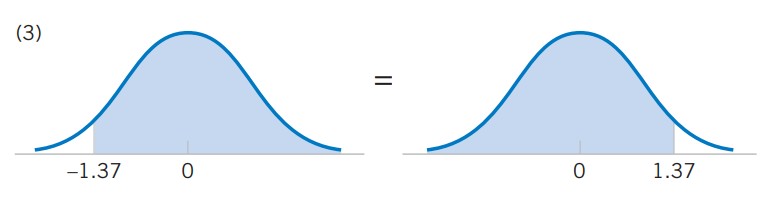 (3)
=
–1.37 0 0 1.37